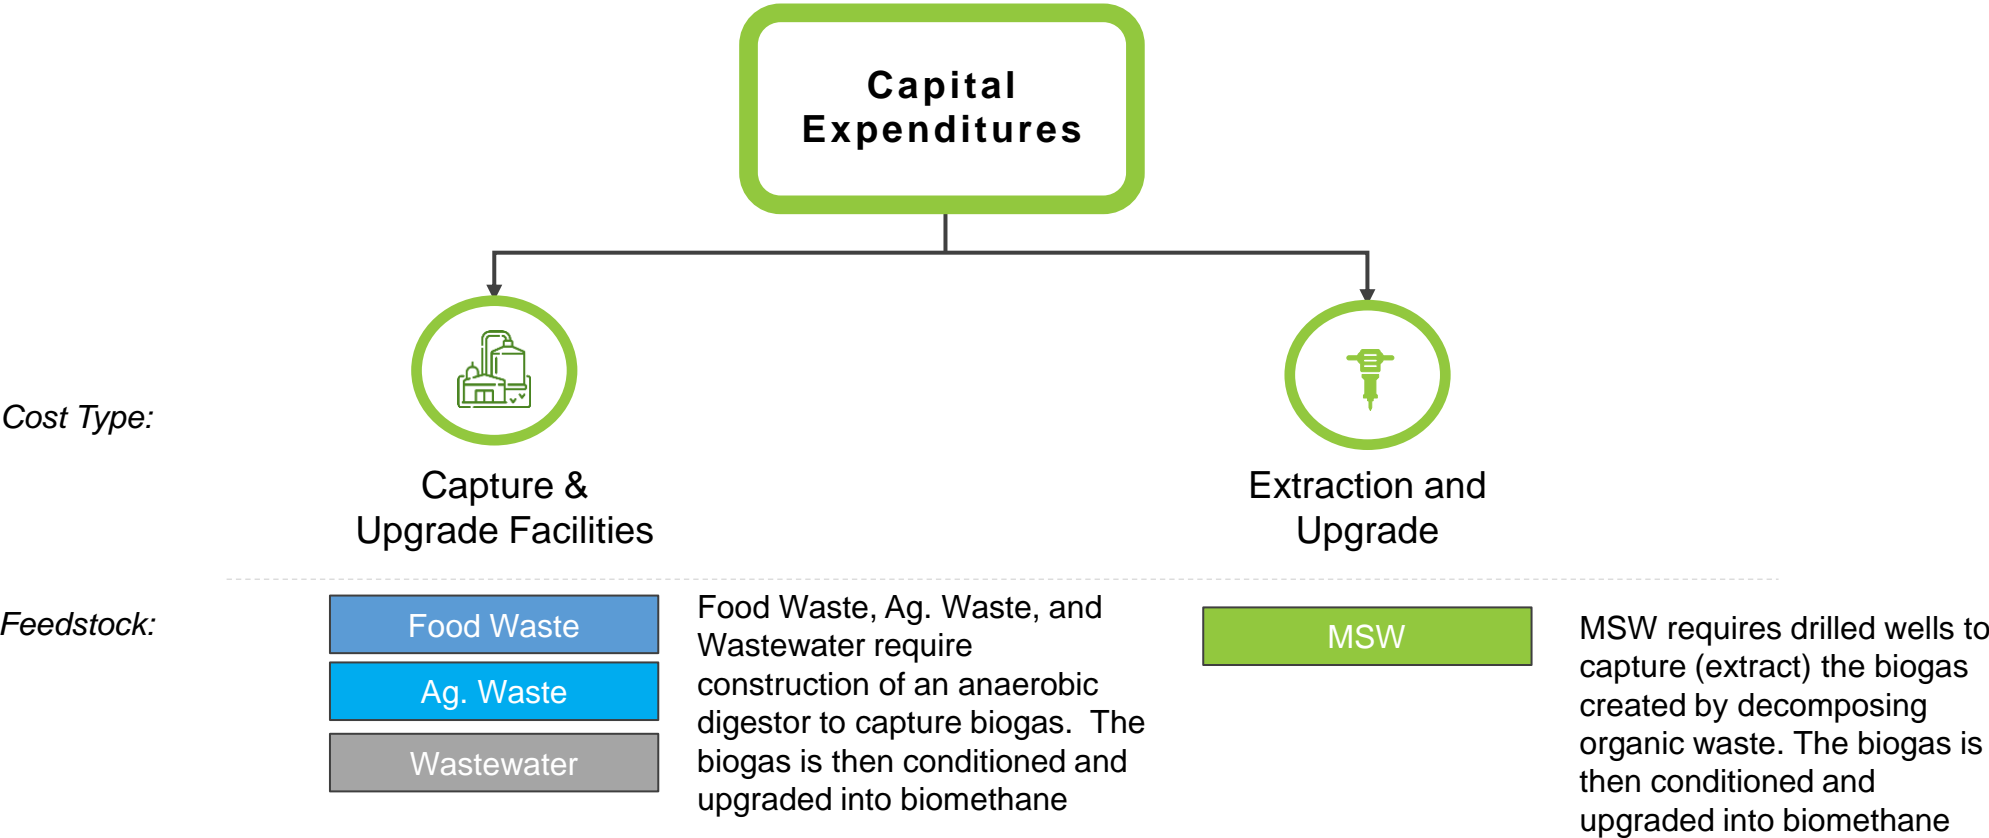 Capital
Expenditures
Cost Type:
Capture &
Upgrade Facilities
Extraction and
Upgrade
Feedstock:
Food Waste
Ag. Waste
Wastewater
Food Waste, Ag. Waste, and
Wastewater require
construction of an anaerobic
digestor to capture biogas.  The
biogas is then conditioned and
upgraded into biomethane
MSW
MSW requires drilled wells to
capture (extract) the biogas
created by decomposing
organic waste. The biogas is
then conditioned and
upgraded into biomethane